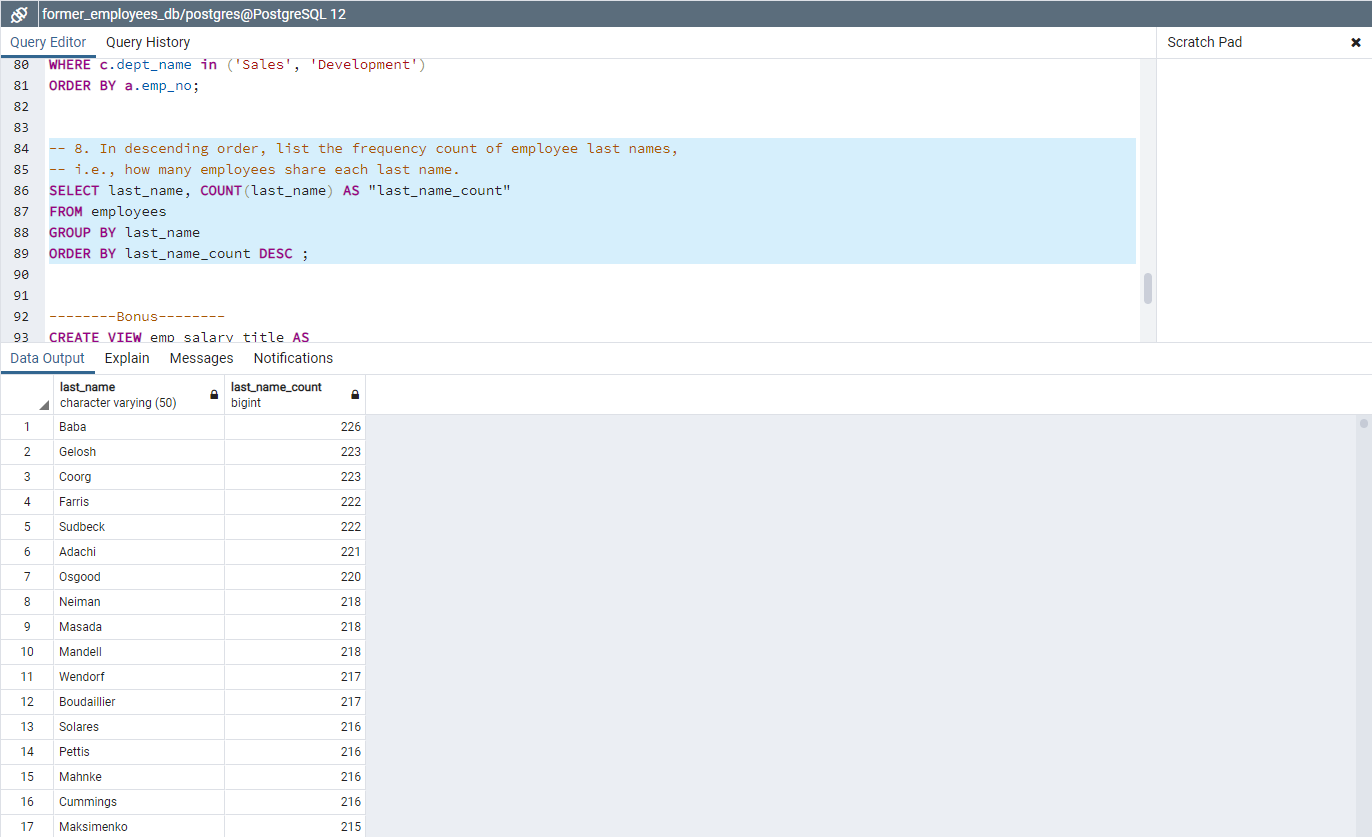 former_employees_db/postgres@PostgreSQL 12
Query Editor Query History
Scratch Pad ✖
80 WHERE c.dept_name in ('Sales', 'Development')
81 ORDER BY a.emp_no;
82
83
84 -- 8. In descending order, list the frequency count of employee last names,
85 -- i.e., how many employees share each last name.
86 SELECT last_name, COUNT(last_name) AS "last_name_count"
87 FROM employees
88 GROUP BY last_name
89 ORDER BY last_name_count DESC ;
90
91
92 --------Bonus--------
93 CREATE VIEW emp_salary_title AS
Data Output Explain Messages Notifications
last_name last_name_count
character varying (50) bigint
1 Baba 226
2 Gelosh 223
3 Coorg 223
4 Farris 222
5 Sudbeck 222
6 Adachi 221
7 Osgood 220
8 Neiman 218
9 Masada 218
10 Mandell 218
11 Wendorf 217
12 Boudaillier 217
13 Solares 216
14 Pettis 216
15 Mahnke 216
16 Cummings 216
17 Maksimenko 215